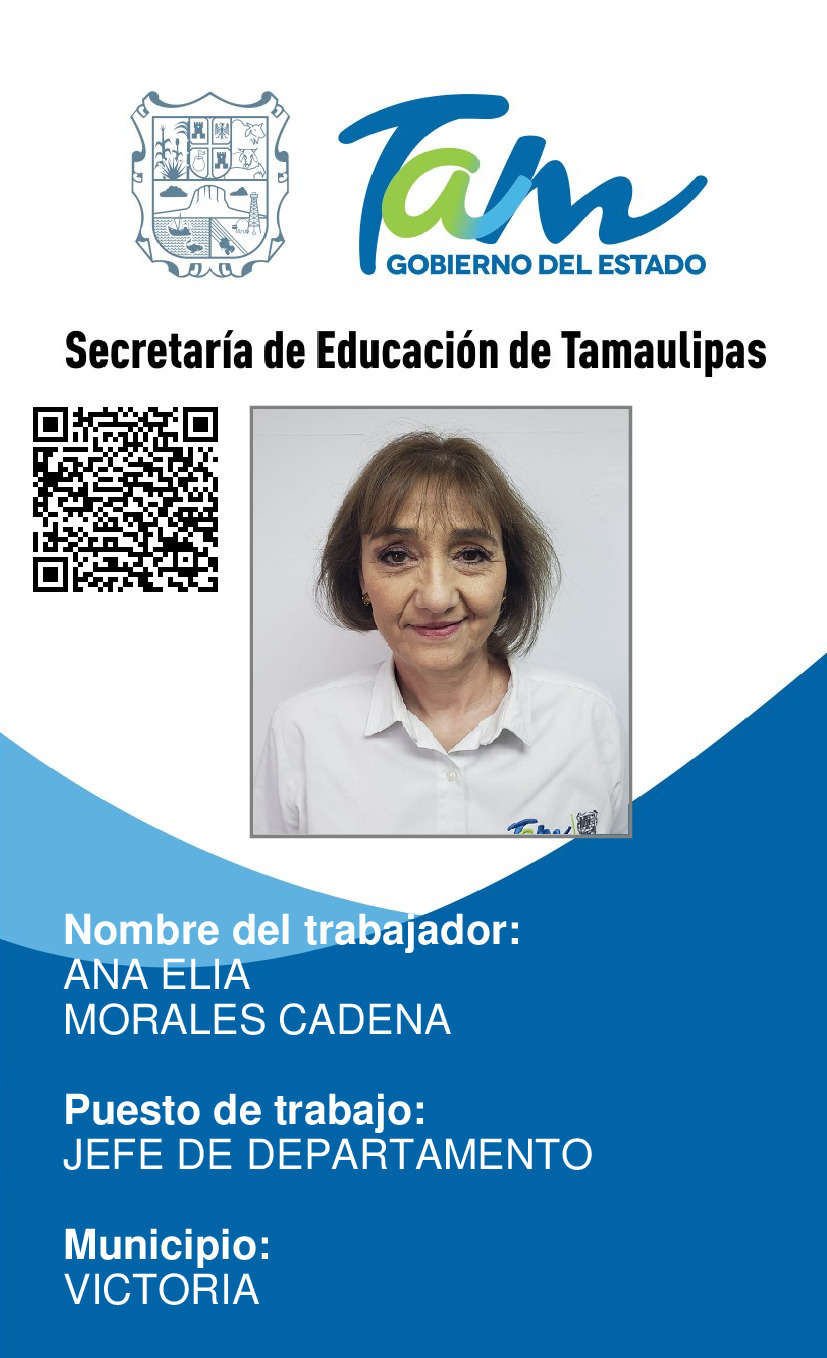 Tam
GOBIERNO DEL ESTADO
Secretaría de Educación de Tamaulipas
Tam
Nombre del trabajador:
ANA ELIA
MORALES CADENA
Puesto de trabajo:
JEFE DE DEPARTAMENTO
Municipio:
VICTORIA